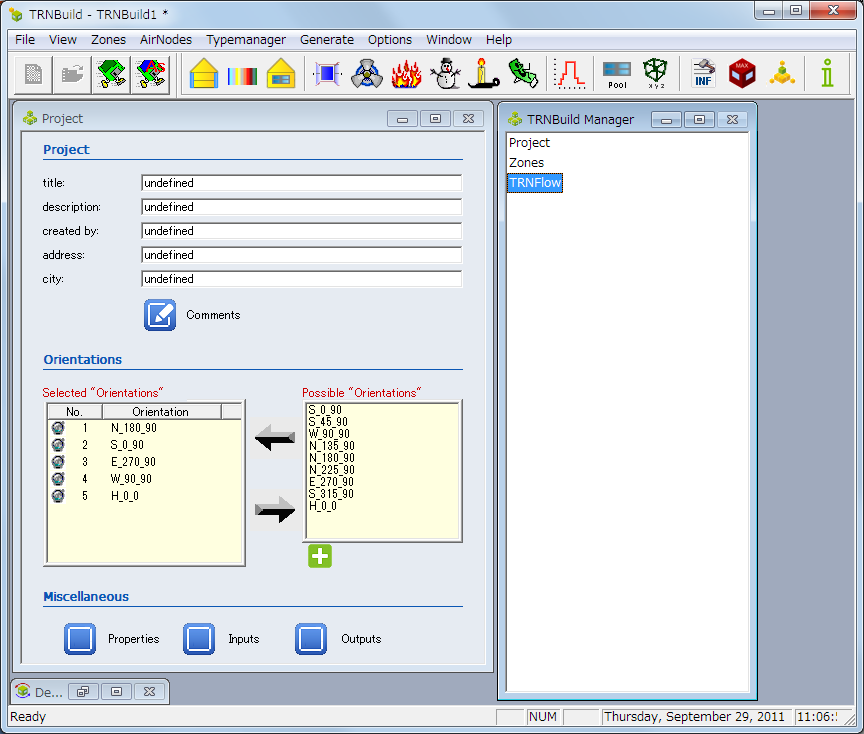 TRNBuild - TRNBuild1 *
File View Zones AirNodes Typemanager Generate Options Window Help
Pool
x y z
INF
MAX
Project
Project
title: undefined
description: undefined
created by: undefined
address: undefined
city: undefined
Comments
Orientations
Selected "Orientations"
No. Orientation
1 N_180_90
2 S_0_90
3 E_270_90
4 W_90_90
5 H_0_0
Possible "Orientations"
S_0_90
S_45_90
W_90_90
N_135_90
N_180_90
N_225_90
E_270_90
S_315_90
H_0_0
Miscellaneous
Properties Inputs Outputs
TRNBuild Manager
Project
Zones
TRNFlow
De...
Ready NUM Thursday, September 29, 2011 11:06: